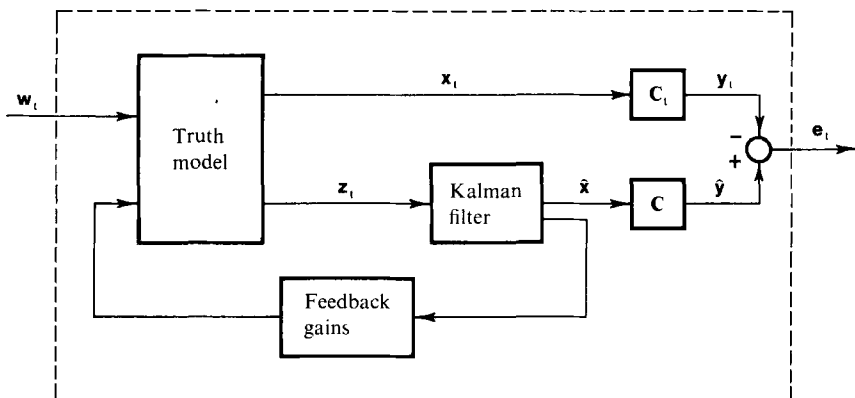 w_t
Truth
model
x_t
C_t
y_t
−
+
e_t
z_t
Kalman
filter
x̂
C
ŷ
Feedback
gains